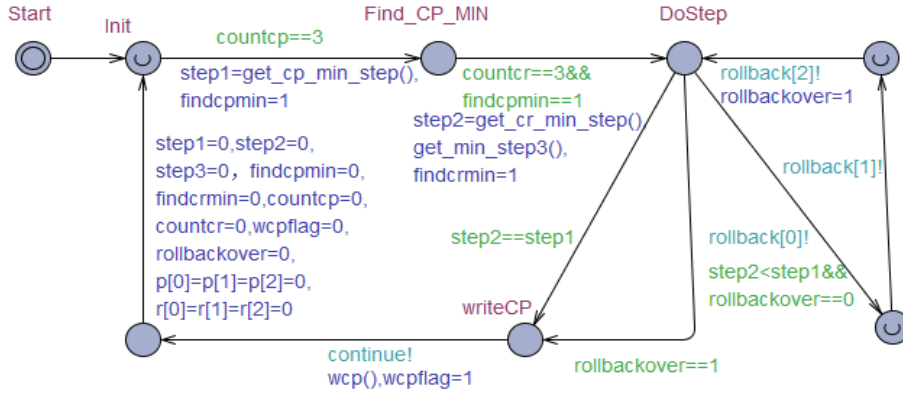 Start
Init
Find_CP_MIN
DoStep
countcp==3
step1=get_cp_min_step(),
findcpmin=1
countcr==3&&
findcpmin==1
step2=get_cr_min_step(),
get_min_step3(),
findcrmin=1
rollback[2]!
rollbackover=1
step1=0,step2=0,
step3=0，findcpmin=0,
findcrmin=0,countcp=0,
countcr=0,wcpflag=0,
rollbackover=0,
p[0]=p[1]=p[2]=0,
r[0]=r[1]=r[2]=0
rollback[1]!
step2==step1
rollback[0]!
step2<step1&&
rollbackover==0
writeCP
continue!
wcp(),wcpflag=1
rollbackover==1